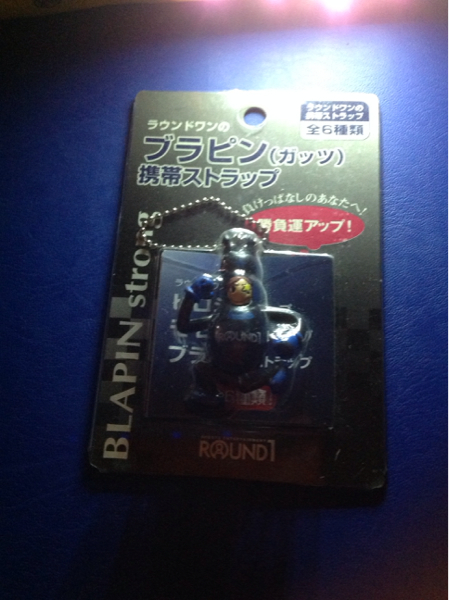 ラウンドワンの
携帯ストラップ
全6種類
ラウンドワンの
ブラピン(ガッツ)
携帯ストラップ
負けっぱなしのあなたへ!
勝負運アップ!
BLAPIN strong
ROUND1
ROUND1